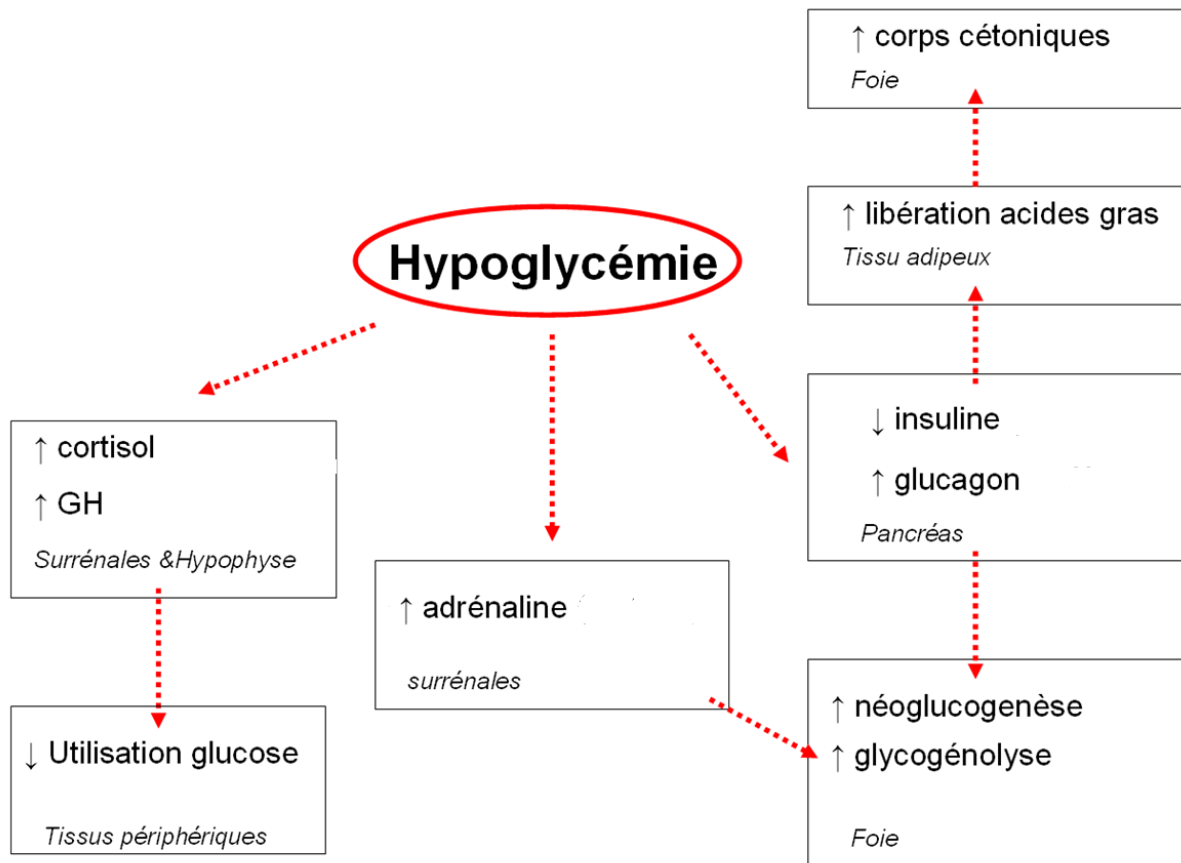 ↑ corps cétoniques
Foie
↑ libération acides gras
Tissu adipeux
Hypoglycémie
↓ insuline
↑ glucagon
Pancréas
↑ cortisol
↑ GH
Surrénales &Hypophyse
↑ adrénaline
surrénales
↑ néoglucogenèse
↑ glycogénolyse
Foie
↓ Utilisation glucose
Tissus périphériques